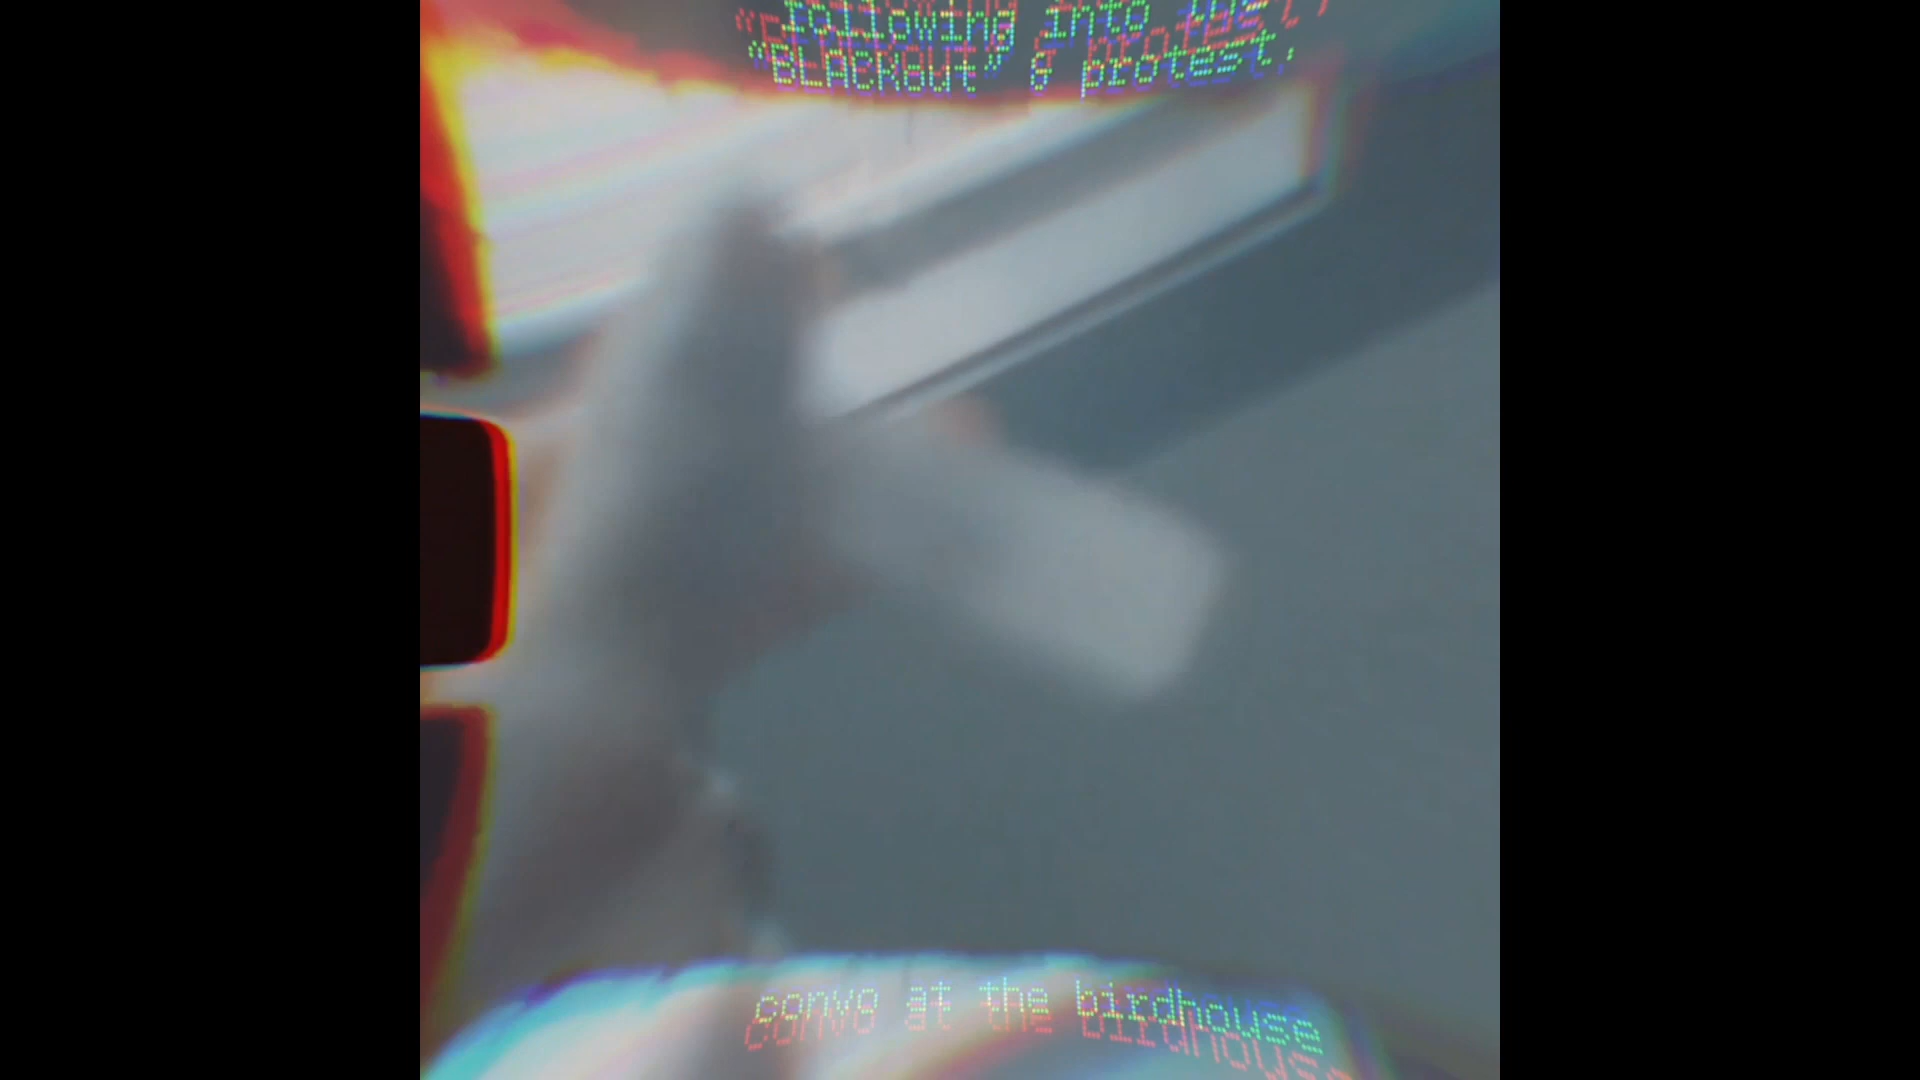 following into the
"BLACKOUT" & protest,
convo at the birdhouse